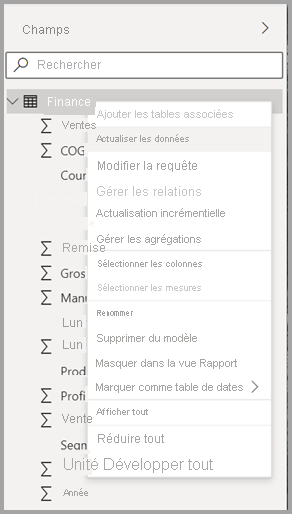 Champs
Rechercher
Finance
Ajouter les tables associées
Ventes
Actualiser les données
COG
Modifier la requête
Cour
Gérer les relations
Actualisation incrémentielle
Gérer les agrégations
Remise
Sélectionner les colonnes
Gros
Sélectionner les mesures
Manu
Renommer
Lun
Supprimer du modèle
Lun
Masquer dans la vue Rapport
Prod
Marquer comme table de dates
Profi
Afficher tout
Vente
Réduire tout
Segn
Unité Développer tout
Année